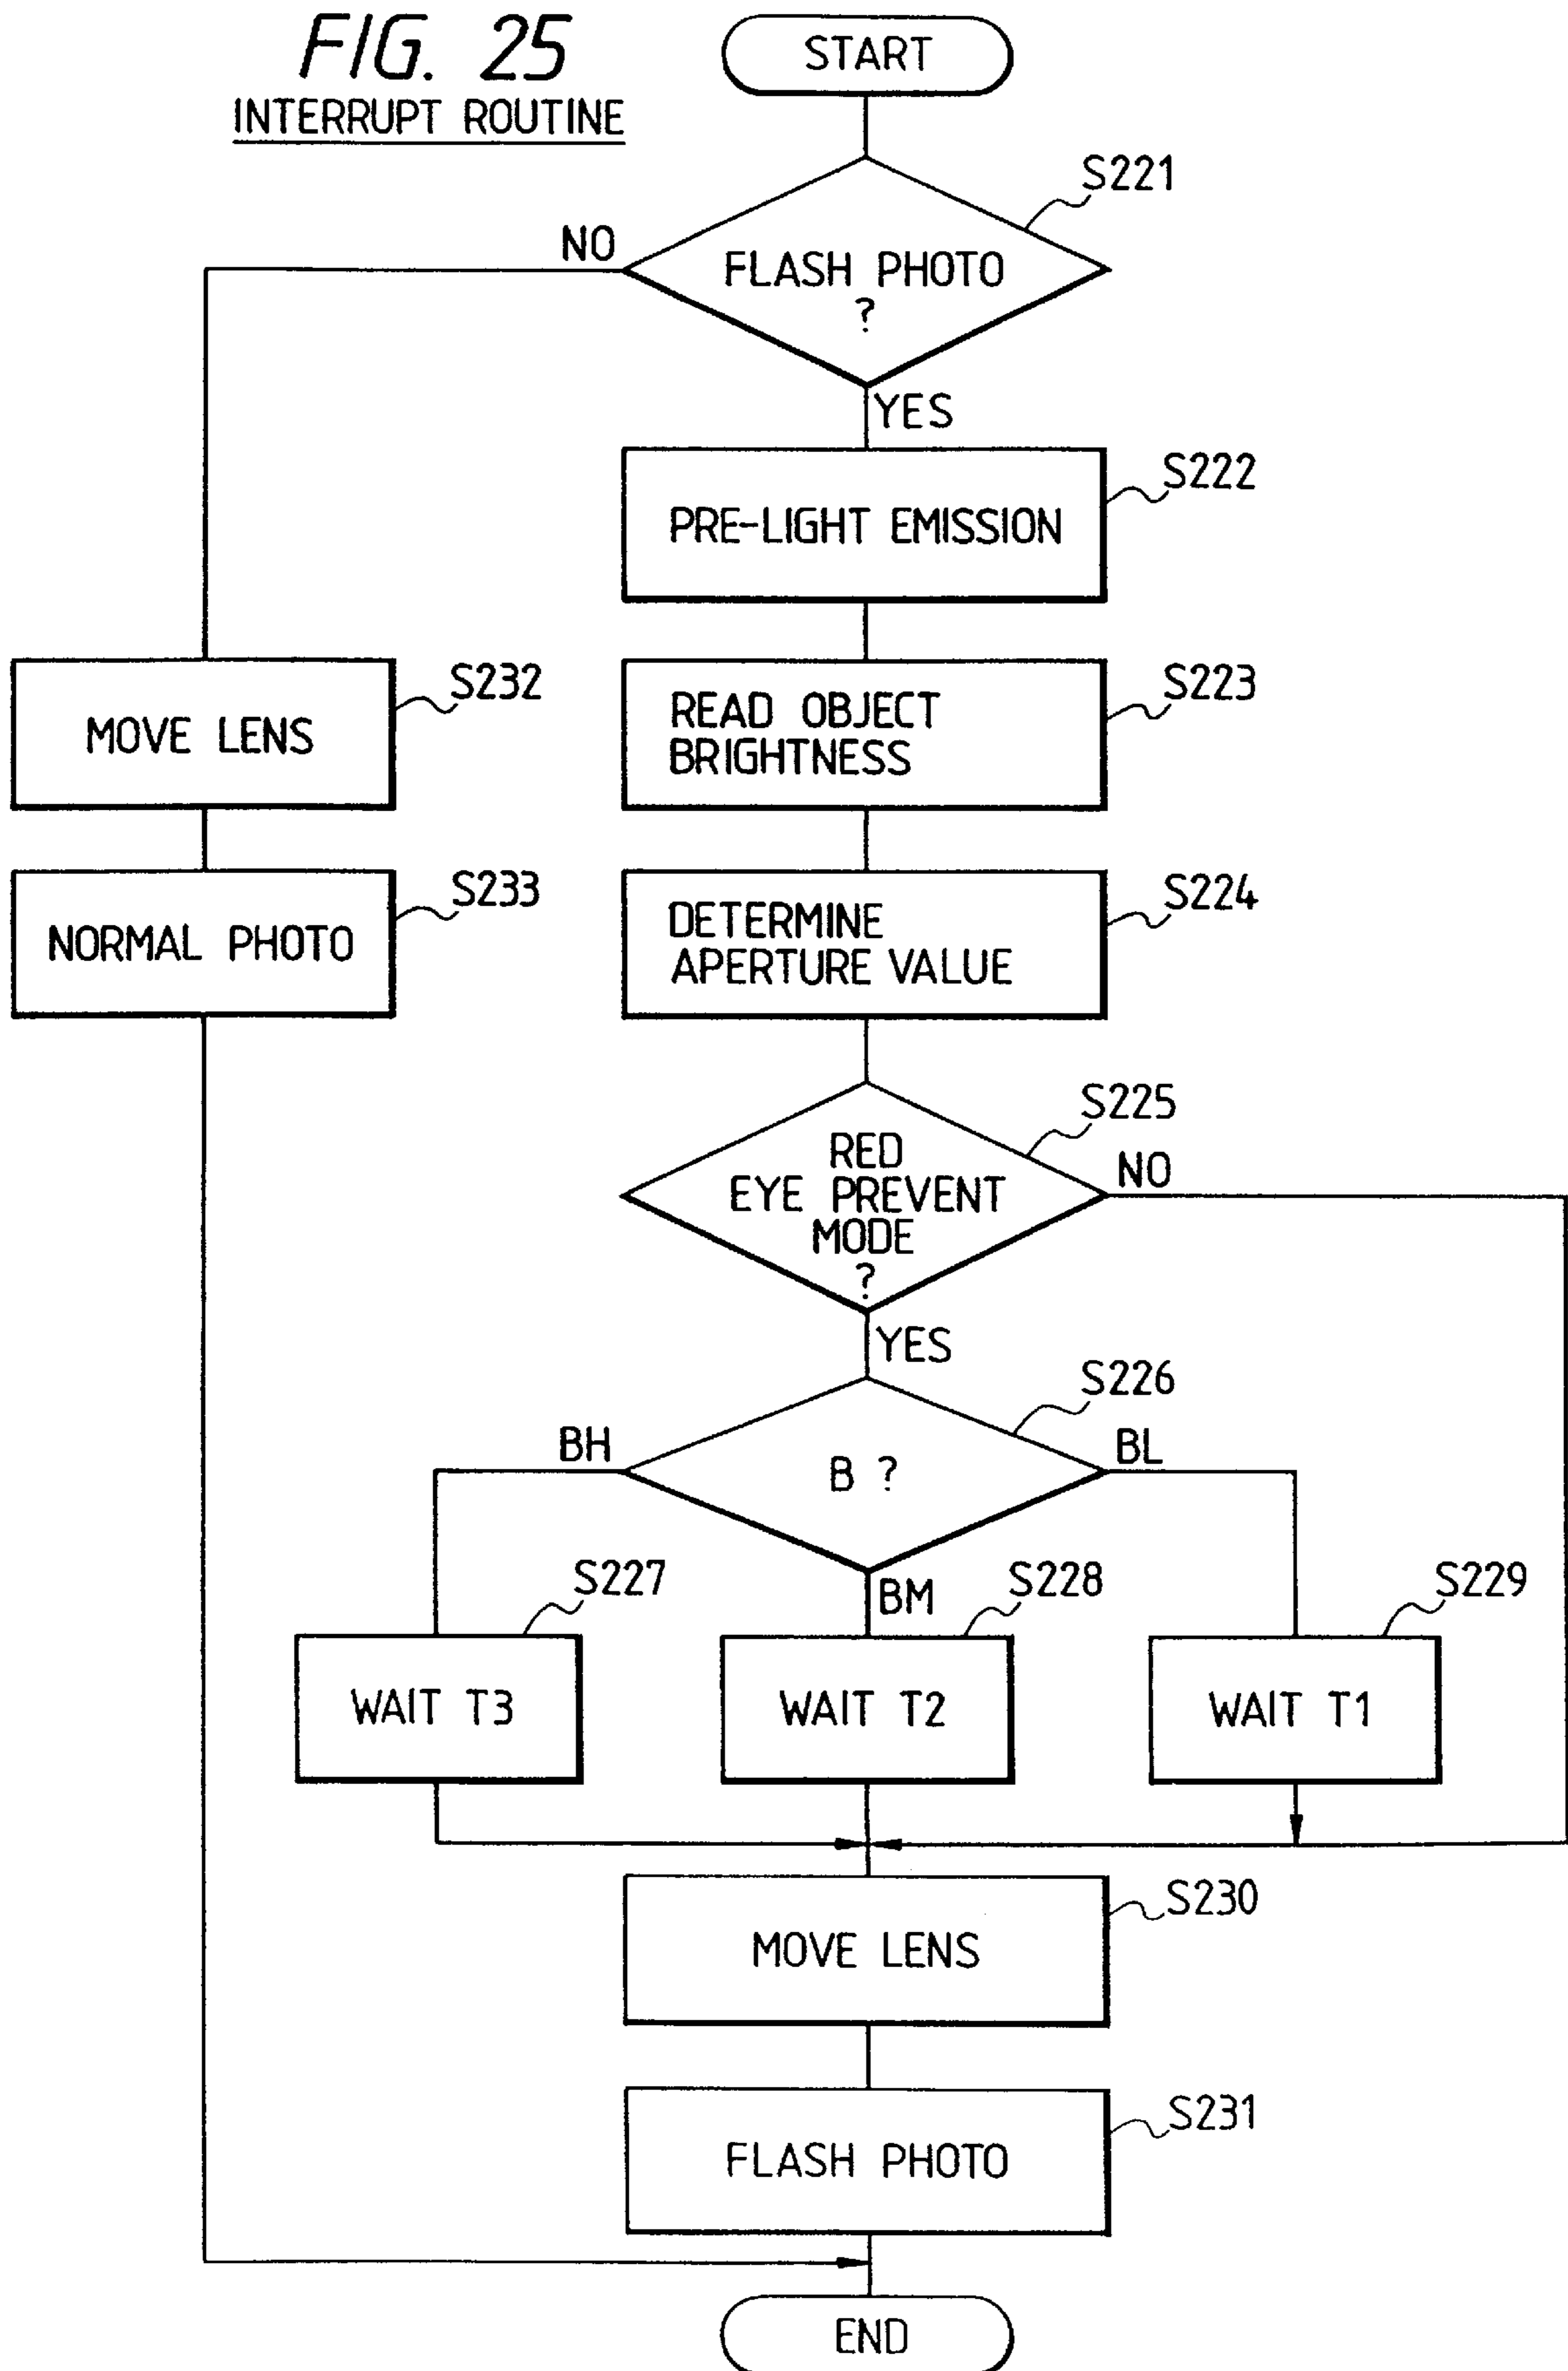 FIG. 25
INTERRUPT ROUTINE
START
S221
NO
FLASH PHOTO
?
YES
S222
PRE-LIGHT EMISSION
S232
MOVE LENS
S223
READ OBJECT
BRIGHTNESS
S233
NORMAL PHOTO
S224
DETERMINE
APERTURE VALUE
S225
RED
EYE PREVENT
MODE
?
NO
YES
S226
BH
B ?
BL
BM
S227
WAIT T3
S228
WAIT T2
S229
WAIT T1
S230
MOVE LENS
S231
FLASH PHOTO
END